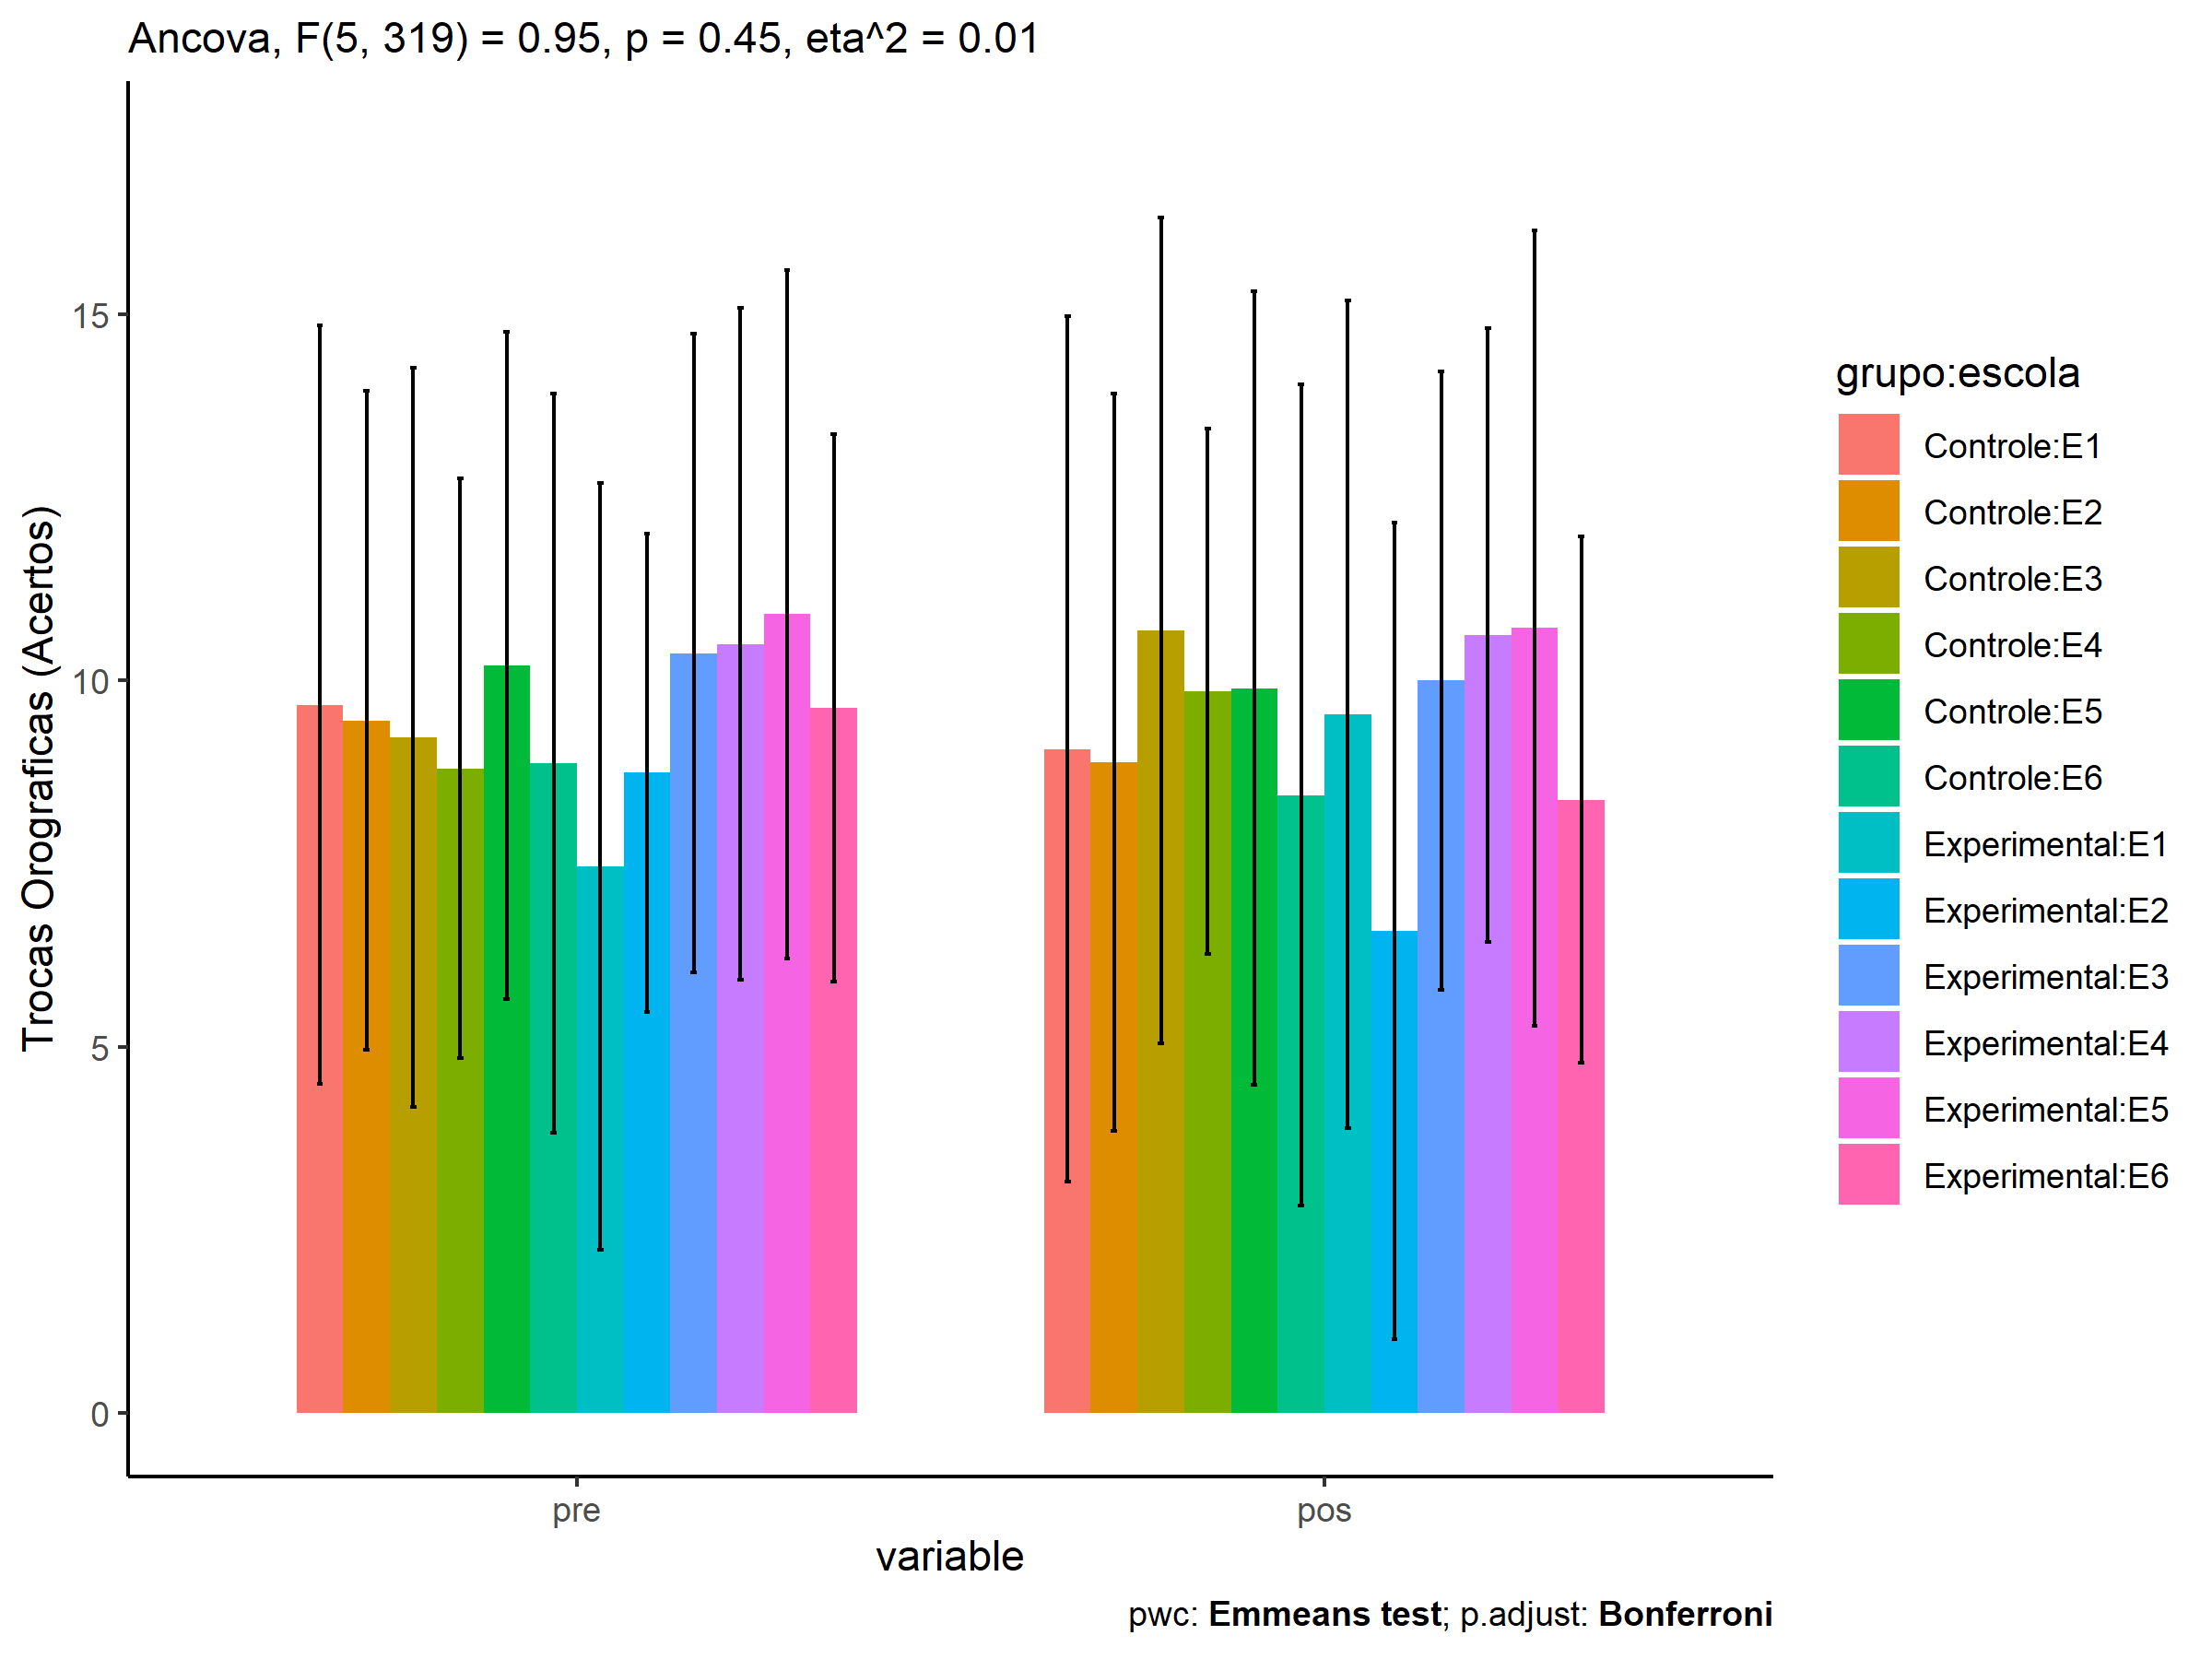 Ancova, F(5, 319) = 0.95, p = 0.45, eta^2 = 0.01
Trocas Orograficas (Acertos)
15
10
5
0
pre
pos
variable
grupo:escola
Controle:E1
Controle:E2
Controle:E3
Controle:E4
Controle:E5
Controle:E6
Experimental:E1
Experimental:E2
Experimental:E3
Experimental:E4
Experimental:E5
Experimental:E6
pwc: Emmeans test; p.adjust: Bonferroni